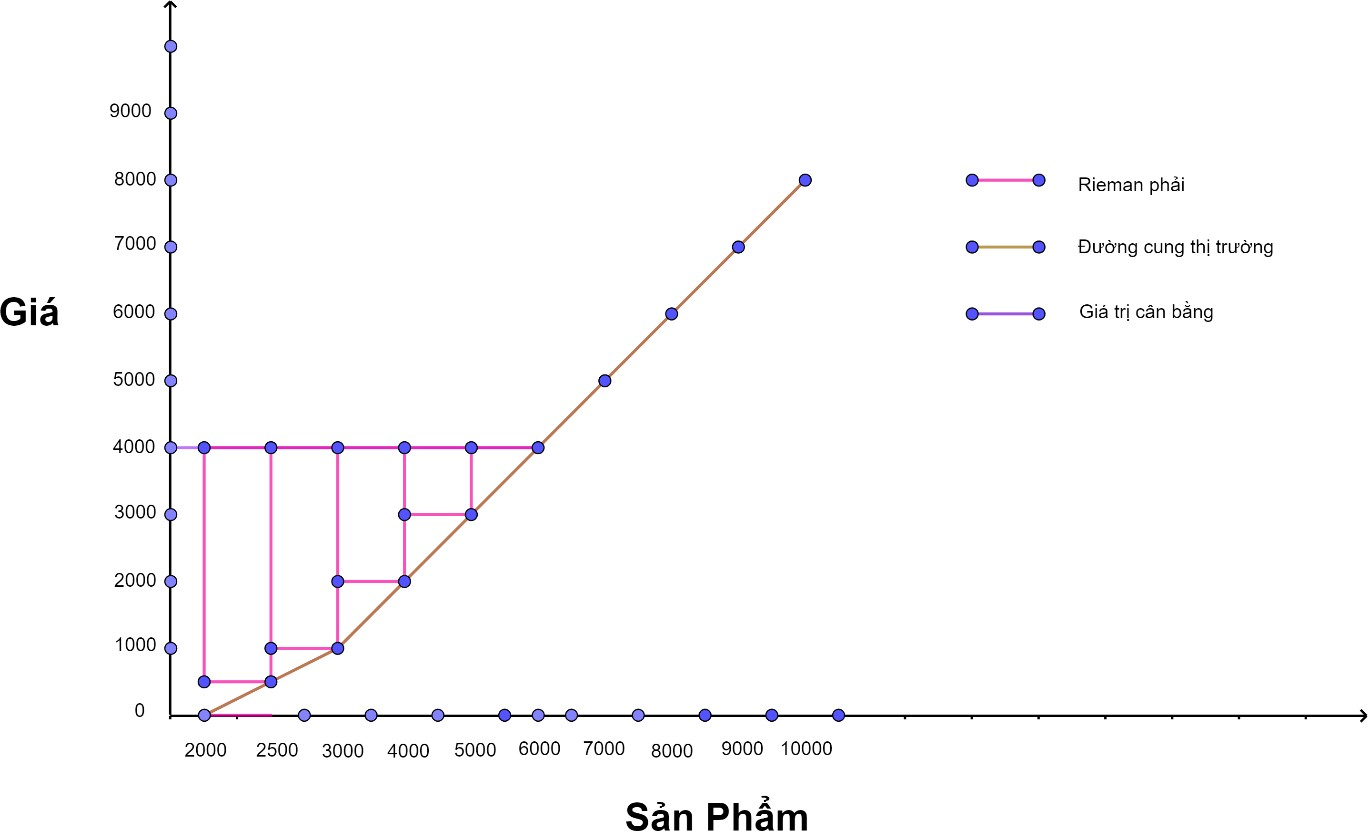 9000
8000
7000
6000
5000
4000
3000
2000
1000
0
Giá
Rieman phải
Đường cung thị trường
Giá trị cân bằng
2000 2500 3000 4000 5000 6000 7000 8000 9000 10000
Sản Phẩm